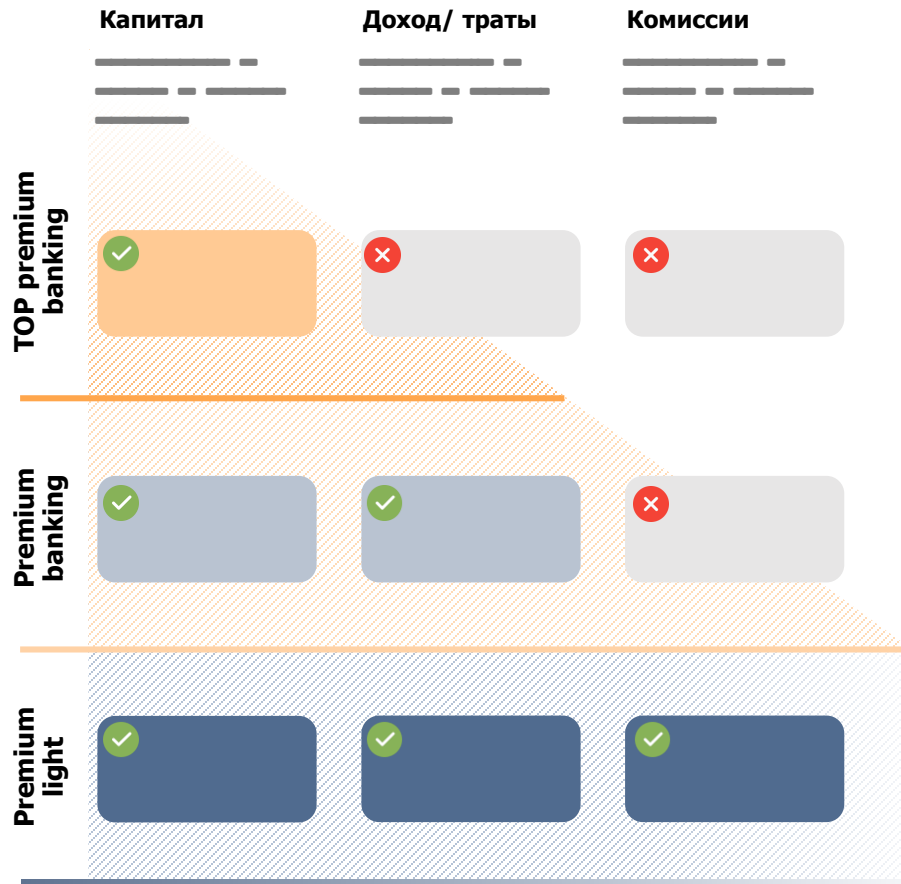 Капитал
Доход/ траты
Комиссии
TOP premium
banking
Premium
banking
Premium
light